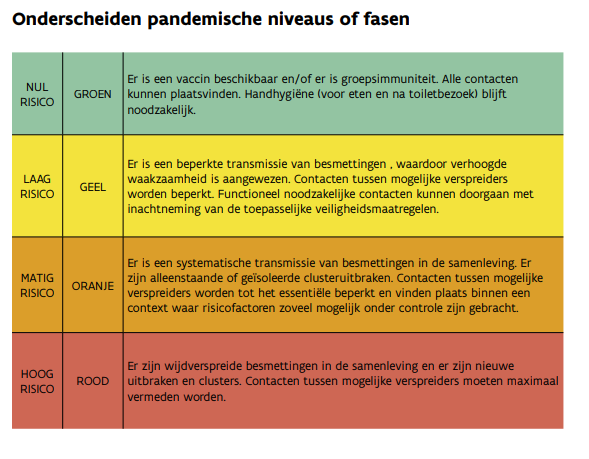 Onderscheiden pandemische niveaus of fasen
NUL
RISICO
GROEN
Er is een vaccin beschikbaar en/of er is groepsimmuniteit. Alle contacten
kunnen plaatsvinden. Handhygiëne (voor eten en na toiletbezoek) blijft
noodzakelijk.
LAAG
RISICO
GEEL
Er is een beperkte transmissie van besmettingen , waardoor verhoogde
waakzaamheid is aangewezen. Contacten tussen mogelijke verspreiders
worden beperkt. Functioneel noodzakelijke contacten kunnen doorgaan met
inachtneming van de toepasselijke veiligheidsmaatregelen.
MATIG
RISICO
ORANJE
Er is een systematische transmissie van besmettingen in de samenleving. Er
zijn alleenstaande of geïsoleerde clusteruitbraken. Contacten tussen mogelijke
verspreiders worden tot het essentiële beperkt en vinden plaats binnen een
context waar risicofactoren zoveel mogelijk onder controle zijn gebracht.
HOOG
RISICO
ROOD
Er zijn wijdverspreide besmettingen in de samenleving en er zijn nieuwe
uitbraken en clusters. Contacten tussen mogelijke verspreiders moeten maximaal
vermeden worden.